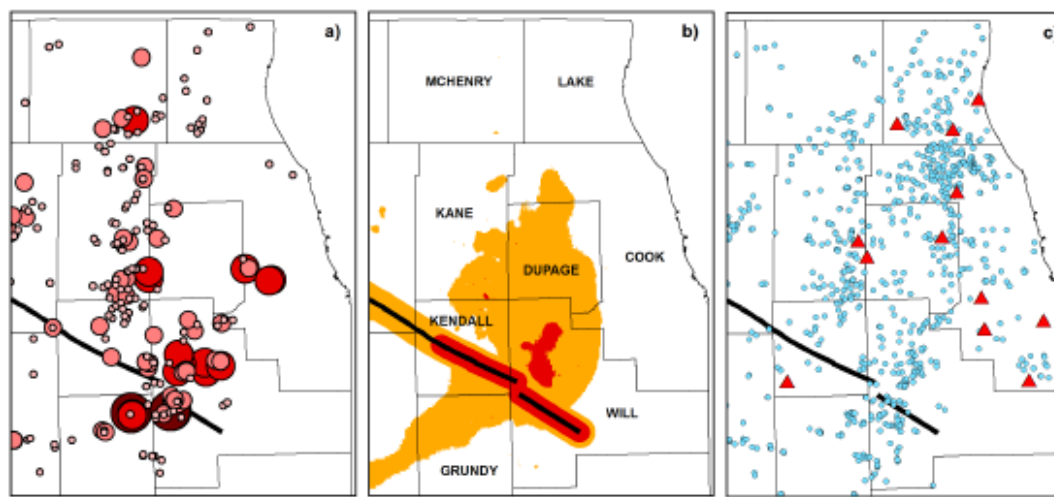 a)
b)
c)
MCHENRY
LAKE
KANE
DUPAGE
COOK
KENDALL
WILL
GRUNDY